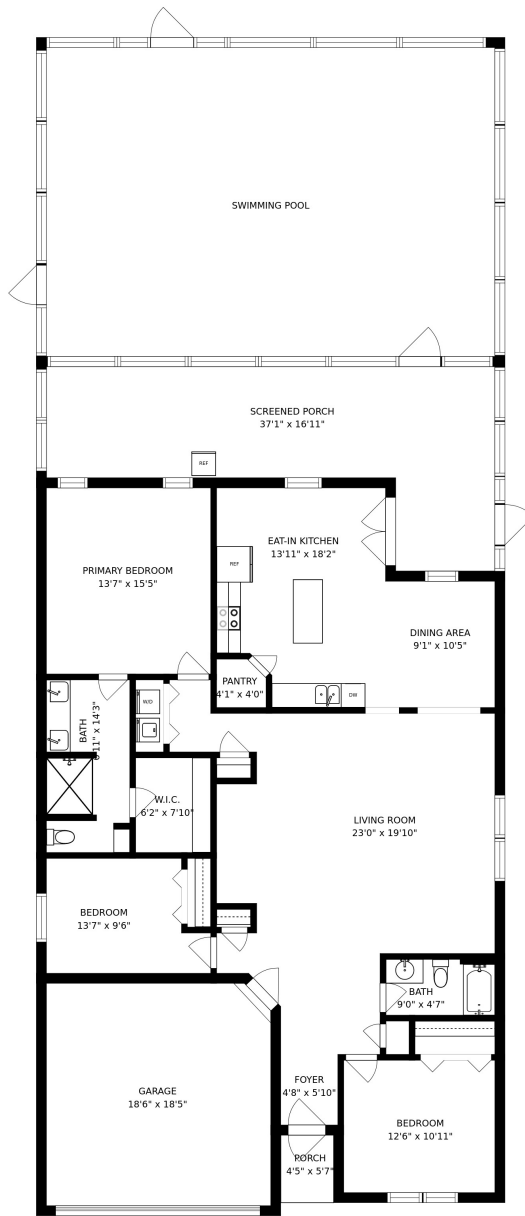 SWIMMING POOL
SCREENED PORCH
37'1" x 16'11"
REF
EAT-IN KITCHEN
13'11" x 18'2"
PRIMARY BEDROOM
13'7" x 15'5"
REF
DINING AREA
9'1" x 10'5"
PANTRY
4'1" x 4'0"
DW
W/D
BATH
W.I.C.
6'2" x 7'10"
LIVING ROOM
23'0" x 19'10"
BEDROOM
13'7" x 9'6"
BATH
9'0" x 4'7"
FOYER
4'8" x 5'10"
GARAGE
18'6" x 18'5"
BEDROOM
12'6" x 10'11"
PORCH
4'5" x 5'7"